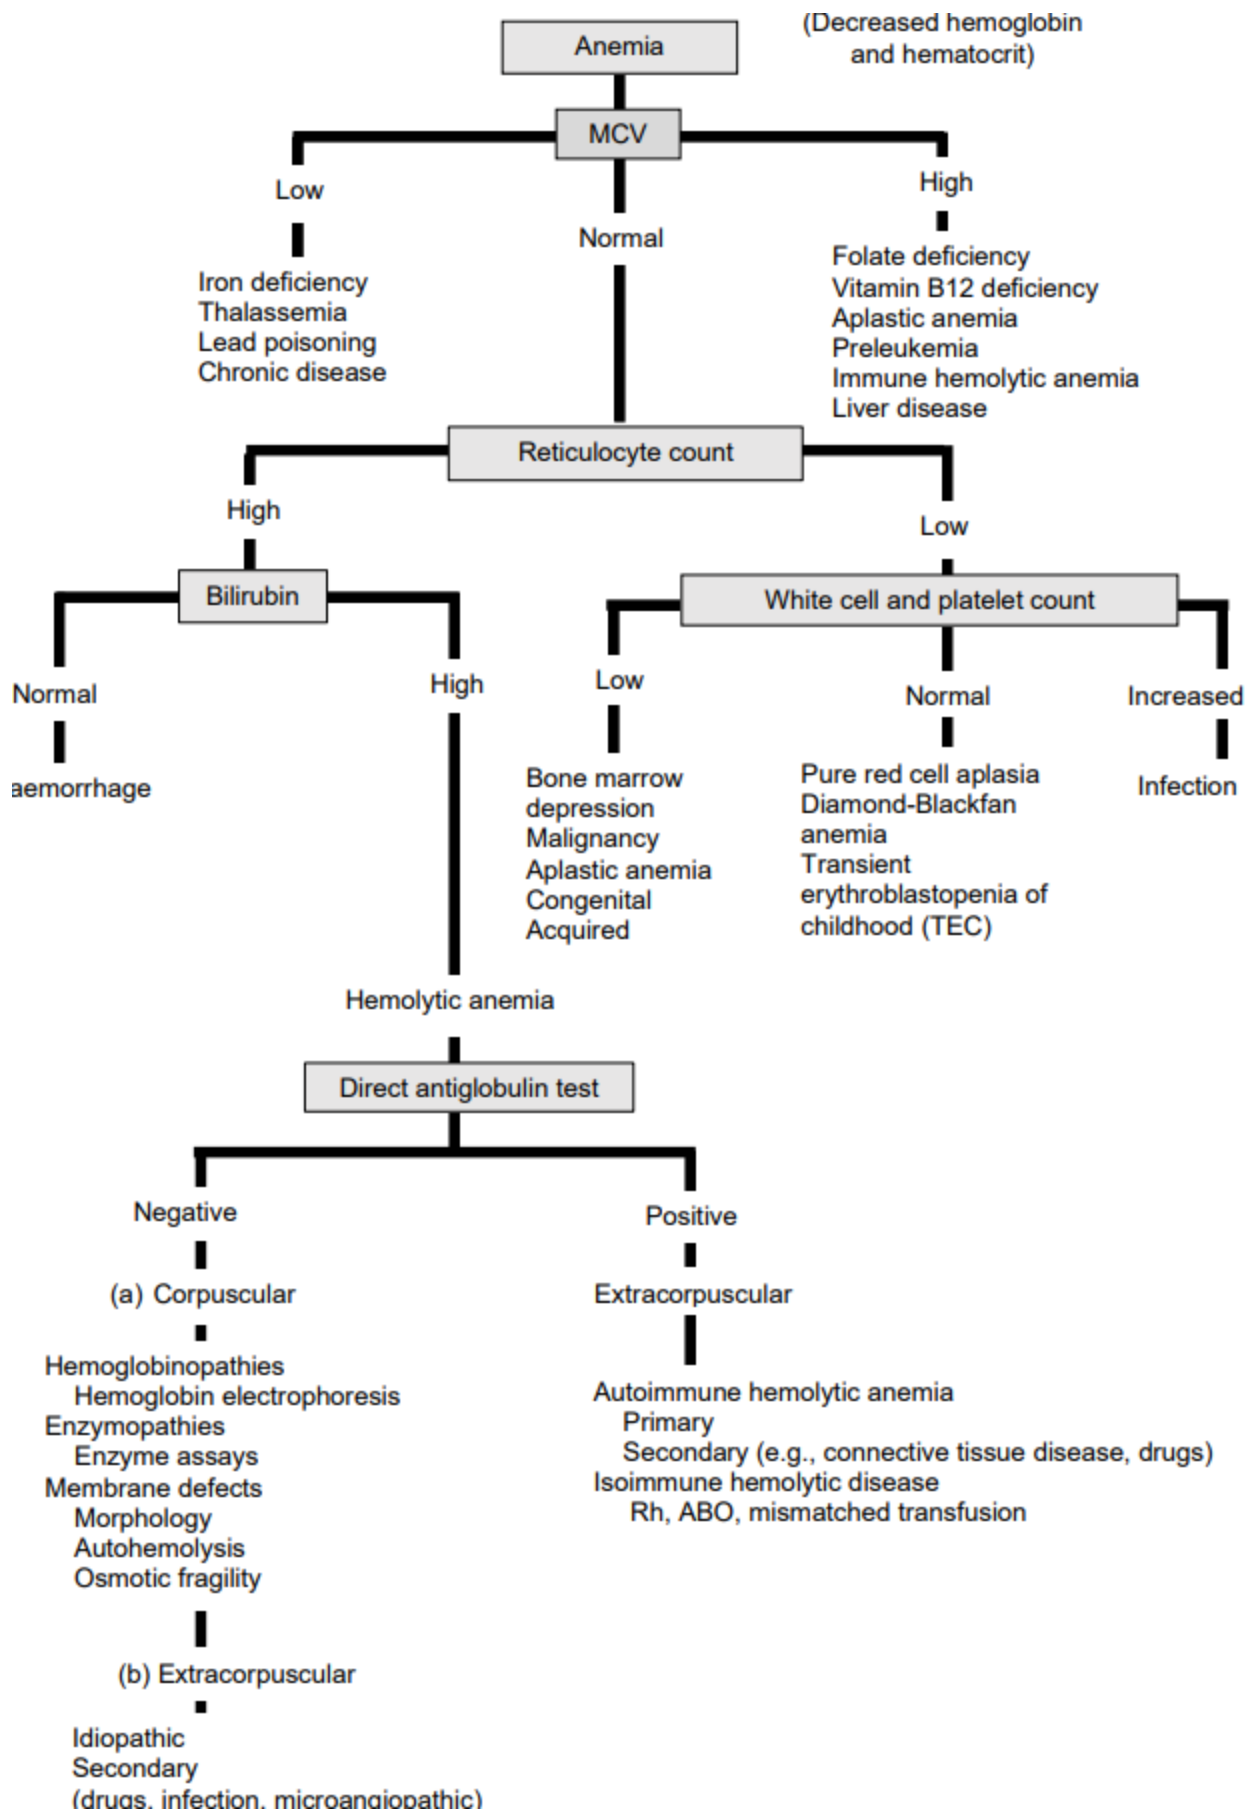 (Decreased hemoglobin
and hematocrit)
Anemia
MCV
Low
Normal
High
Iron deficiency
Thalassemia
Lead poisoning
Chronic disease
Folate deficiency
Vitamin B12 deficiency
Aplastic anemia
Preleukemia
Immune hemolytic anemia
Liver disease
Reticulocyte count
High
Low
Bilirubin
White cell and platelet count
Normal
High
Low
Normal
Increased
aemorrhage
Bone marrow
depression
Malignancy
Aplastic anemia
Congenital
Acquired
Pure red cell aplasia
Diamond-Blackfan
anemia
Transient
erythroblastopenia of
childhood (TEC)
Infection
Hemolytic anemia
Direct antiglobulin test
Negative
Positive
(a) Corpuscular
Extracorpuscular
Hemoglobinopathies
Hemoglobin electrophoresis
Enzymopathies
Enzyme assays
Membrane defects
Morphology
Autohemolysis
Osmotic fragility
Autoimmune hemolytic anemia
Primary
Secondary (e.g., connective tissue disease, drugs)
Isoimmune hemolytic disease
Rh, ABO, mismatched transfusion
(b) Extracorpuscular
Idiopathic
Secondary
(drugs, infection, microangiopathic)